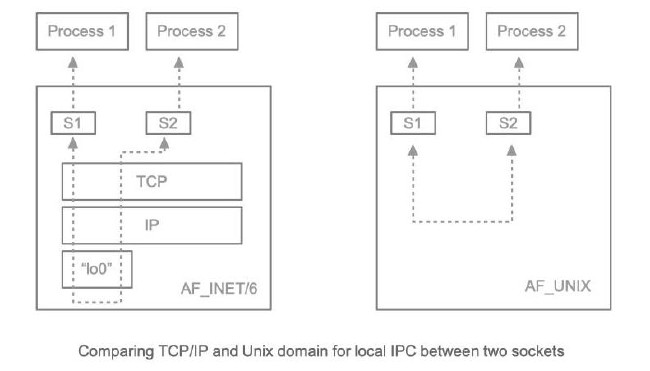 Process 1
Process 2
S1
S2
TCP
IP
“lo0”
AF_INET/6
Process 1
Process 2
S1
S2
AF_UNIX
Comparing TCP/IP and Unix domain for local IPC between two sockets